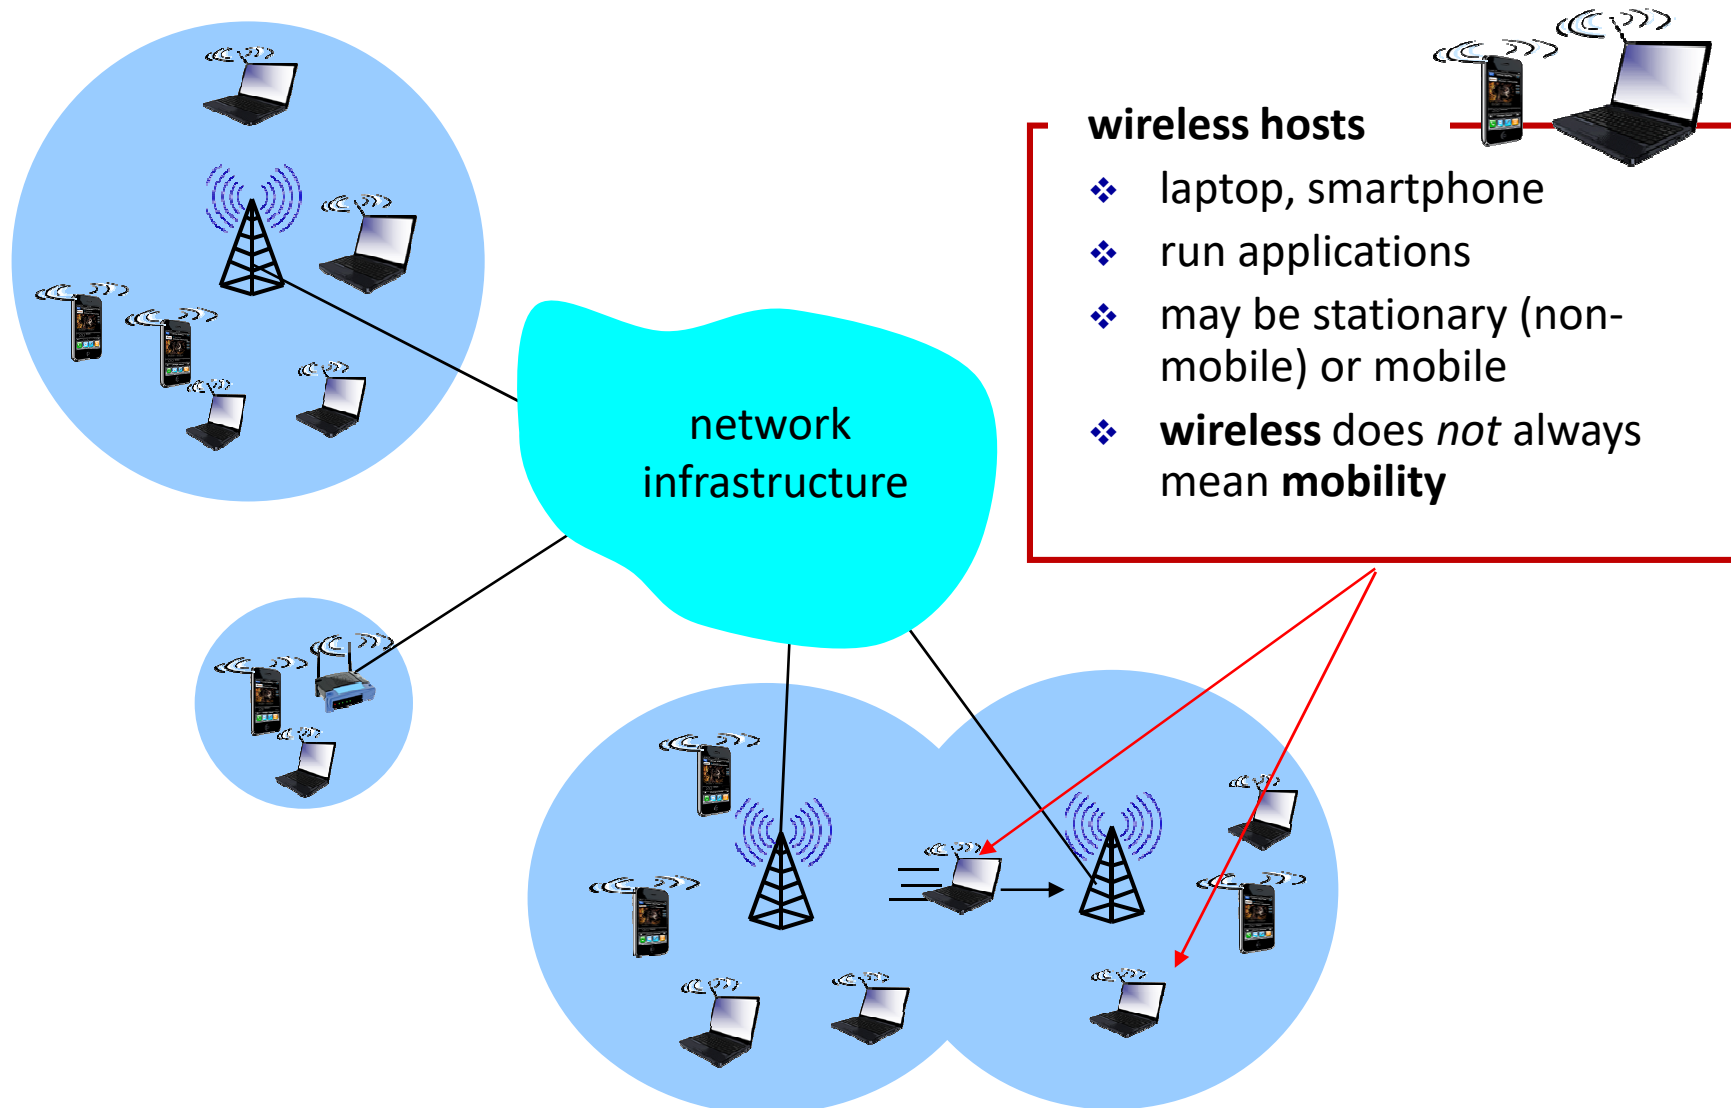 wireless hosts
❖ laptop, smartphone
❖ run applications
❖ may be stationary (non-
mobile) or mobile
❖ wireless does not always
mean mobility
network
infrastructure